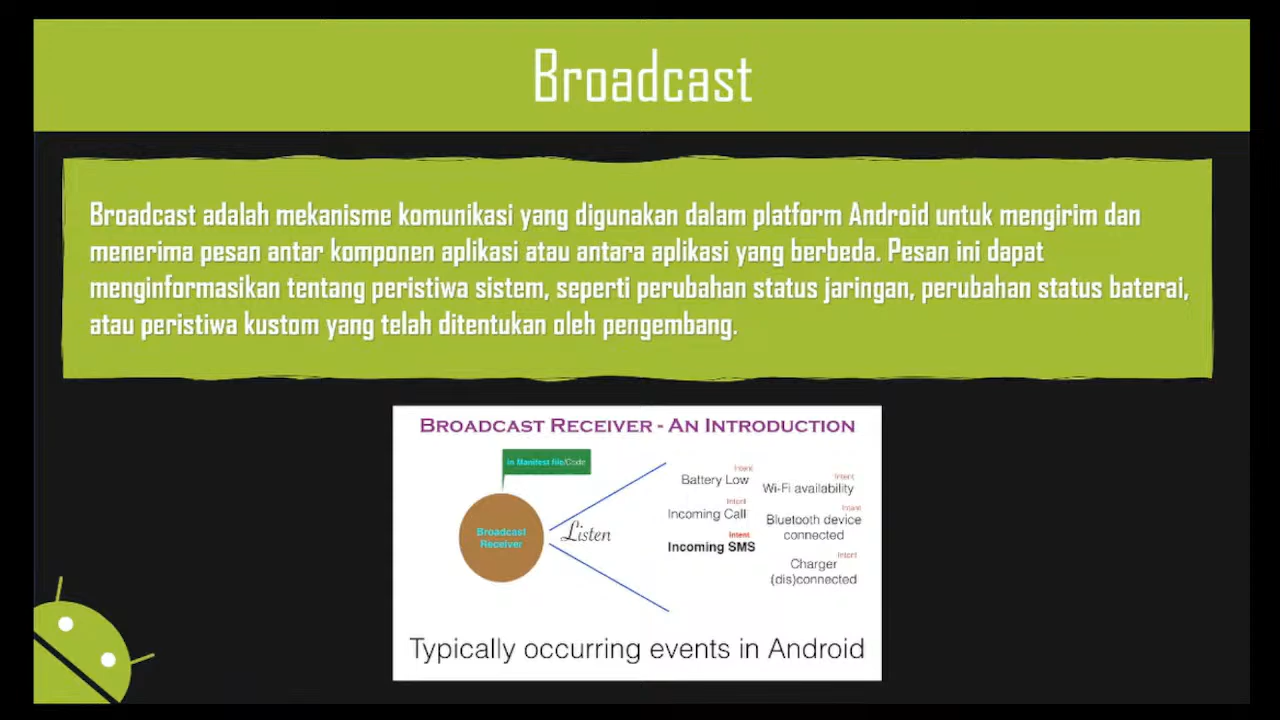 Broadcast
Broadcast adalah mekanisme komunikasi yang digunakan dalam platform Android untuk mengirim dan
menerima pesan antar komponen aplikasi atau antara aplikasi yang berbeda. Pesan ini dapat
menginformasikan tentang peristiwa sistem, seperti perubahan status jaringan, perubahan status baterai,
atau peristiwa kustom yang telah ditentukan oleh pengembang.
BROADCAST RECEIVER - AN INTRODUCTION
in Manifest file/Code
Broadcast
Receiver
Listen
Intent
Battery Low
Intent
Wi-Fi availability
Intent
Incoming Call
Intent
Bluetooth device
connected
Intent
Incoming SMS
Intent
Charger
(dis)connected
Typically occurring events in Android